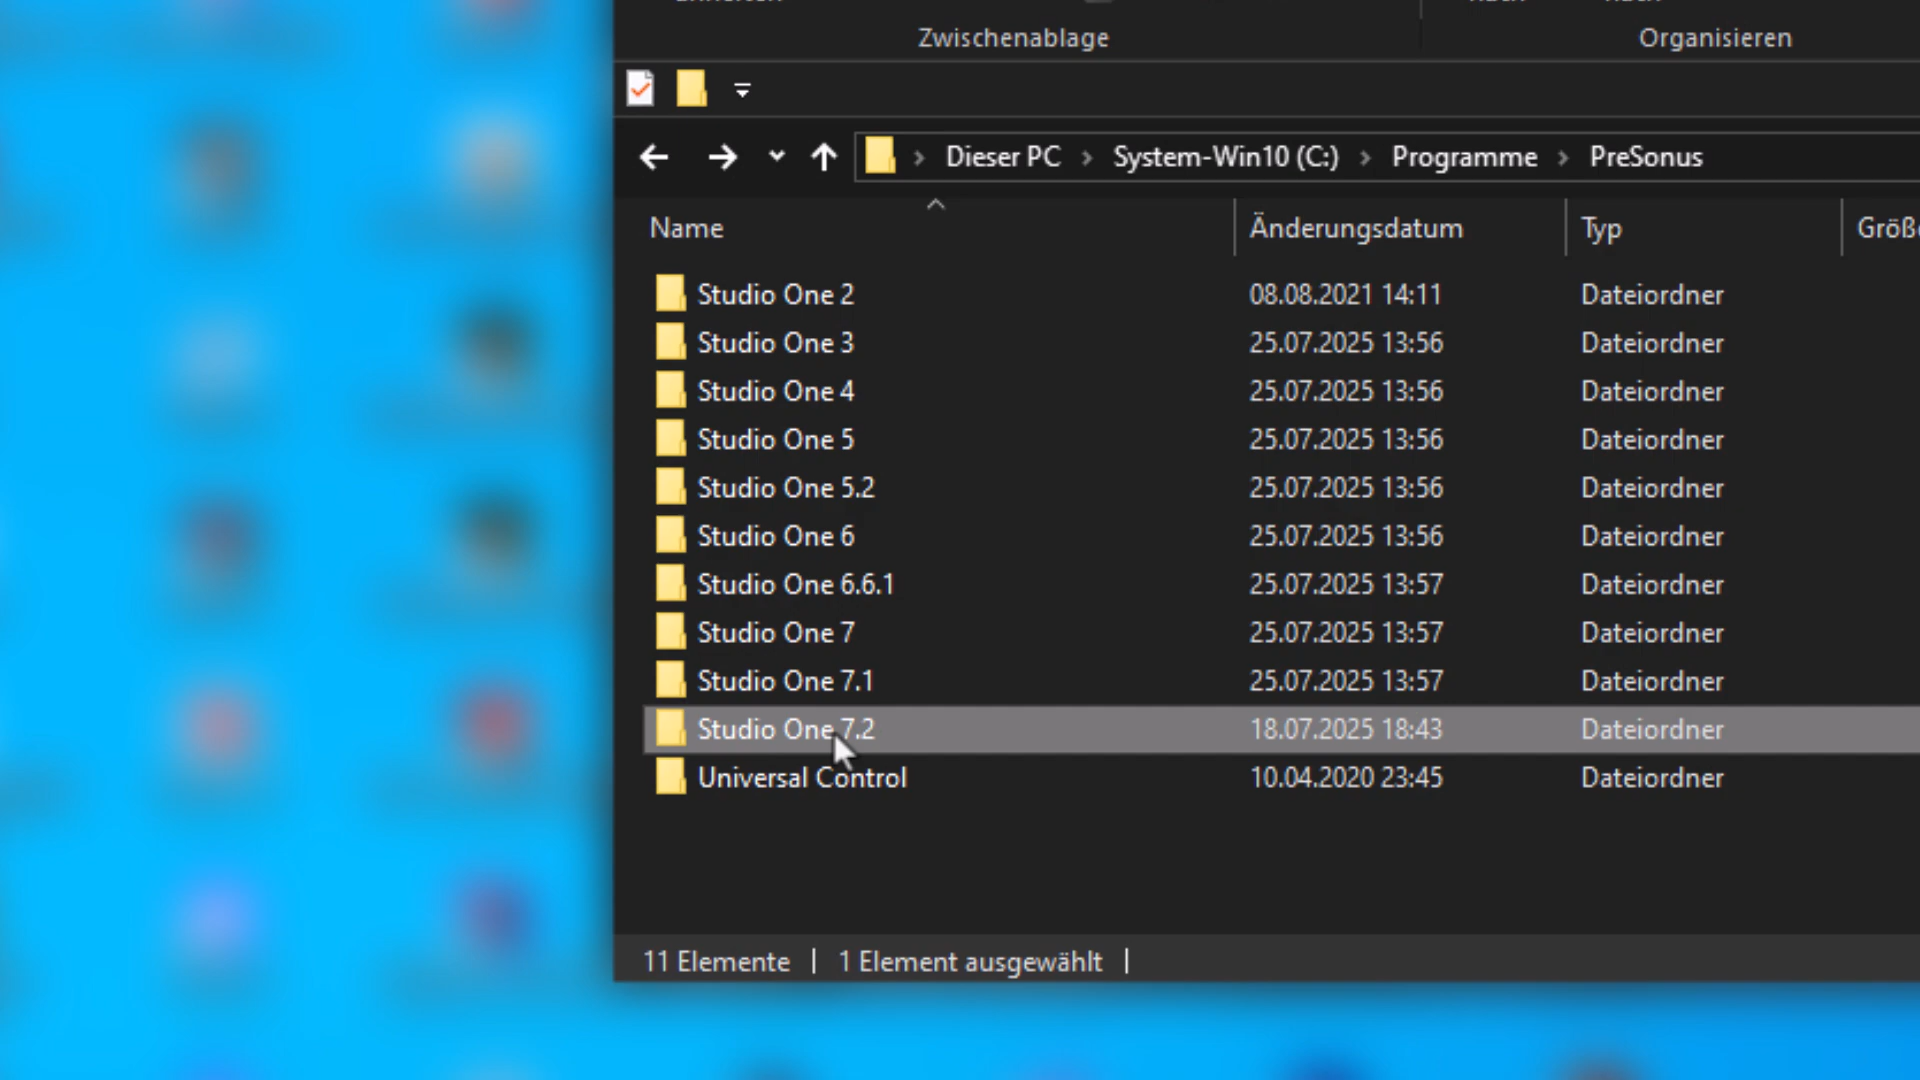 Zwischenablage Organisieren
Dieser PC System-Win10 (C:) Programme PreSonus
Name Änderungsdatum Typ
Studio One 2 08.08.2021 14:11 Dateiordner
Studio One 3 25.07.2025 13:56 Dateiordner
Studio One 4 25.07.2025 13:56 Dateiordner
Studio One 5 25.07.2025 13:56 Dateiordner
Studio One 5.2 25.07.2025 13:56 Dateiordner
Studio One 6 25.07.2025 13:56 Dateiordner
Studio One 6.6.1 25.07.2025 13:57 Dateiordner
Studio One 7 25.07.2025 13:57 Dateiordner
Studio One 7.1 25.07.2025 13:57 Dateiordner
Studio One 7.2 18.07.2025 18:43 Dateiordner
Universal Control 10.04.2020 23:45 Dateiordner
11 Elemente 1 Element ausgewählt